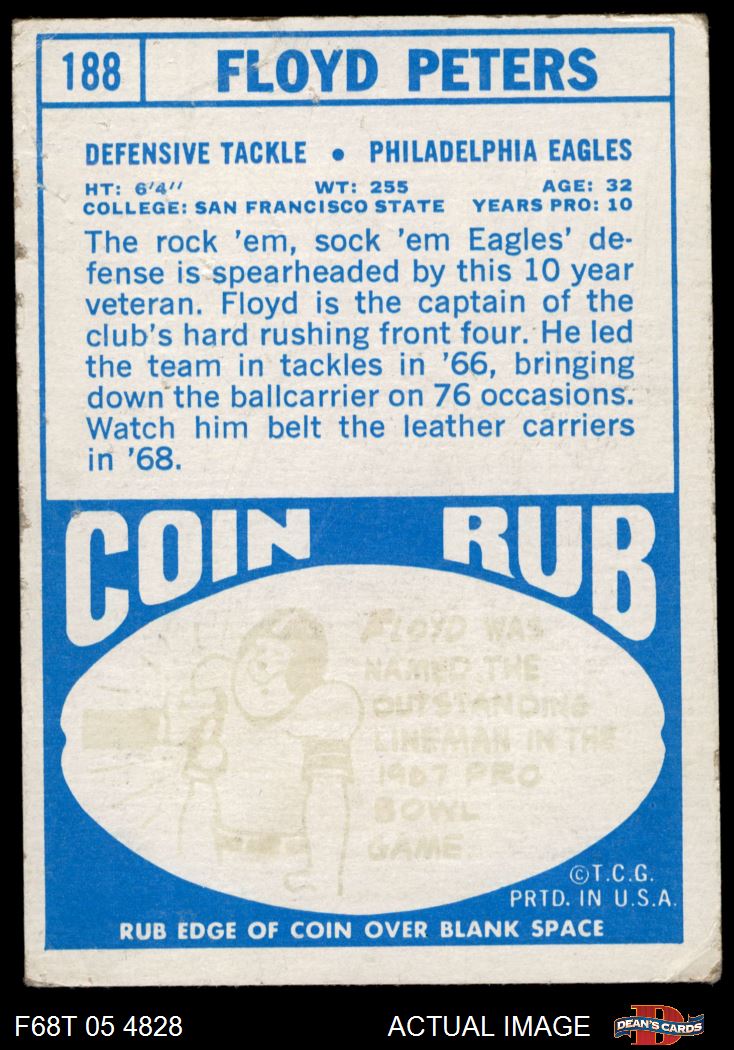 188
FLOYD PETERS
DEFENSIVE TACKLE • PHILADELPHIA EAGLES
HT: 6'4'' WT: 255 AGE: 32
COLLEGE: SAN FRANCISCO STATE YEARS PRO: 10
The rock 'em, sock 'em Eagles' de-
fense is spearheaded by this 10 year
veteran. Floyd is the captain of the
club's hard rushing front four. He led
the team in tackles in '66, bringing
down the ballcarrier on 76 occasions.
Watch him belt the leather carriers
in '68.
COIN RUB
FLOYD WAS
NAMED THE
OUTSTANDING
LINEMAN IN THE
1967 PRO
BOWL
GAME.
©T.C.G.
PRTD. IN U.S.A.
RUB EDGE OF COIN OVER BLANK SPACE
F68T 05 4828 ACTUAL IMAGE
D
DEAN'S CARDS